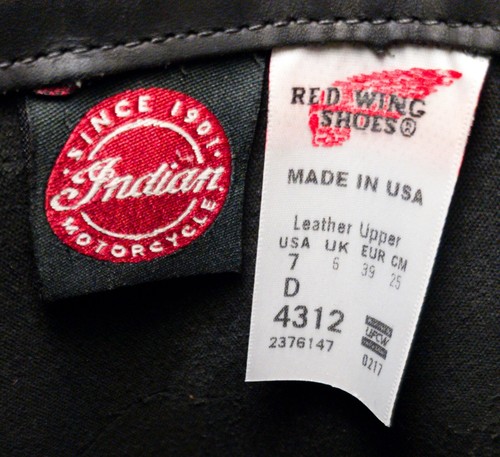 SINCE 1901
Indian
MOTORCYCLE
RED WING
SHOES®
MADE IN USA
Leather Upper
USA UK EUR CM
7 6 39 25
D
4312
2376147
UFCW
0217